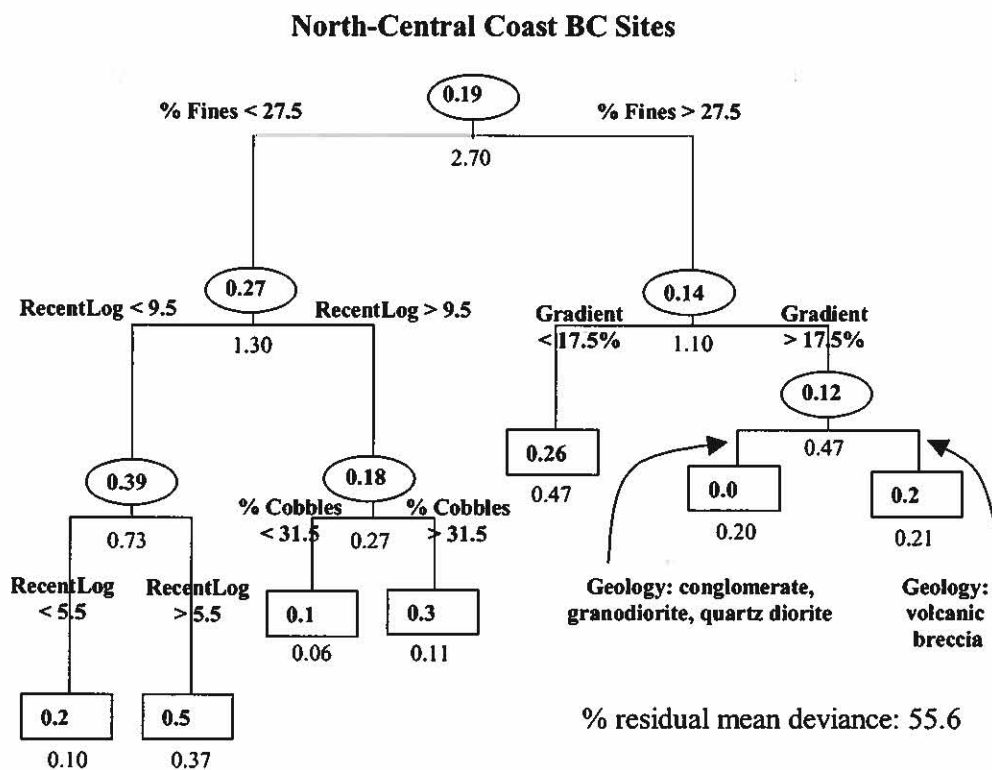 North-Central Coast BC Sites
0.19
% Fines < 27.5
% Fines > 27.5
2.70
0.27
0.14
RecentLog < 9.5
RecentLog > 9.5
1.30
Gradient
< 17.5%
1.10
Gradient
> 17.5%
0.12
0.47
0.26
0.47
0.0
0.20
0.2
0.21
0.39
0.73
0.18
0.27
% Cobbles
< 31.5
% Cobbles
> 31.5
RecentLog
< 5.5
RecentLog
> 5.5
0.1
0.06
0.3
0.11
Geology: conglomerate,
granodiorite, quartz diorite
Geology:
volcanic
breccia
0.2
0.10
0.5
0.37
% residual mean deviance: 55.6